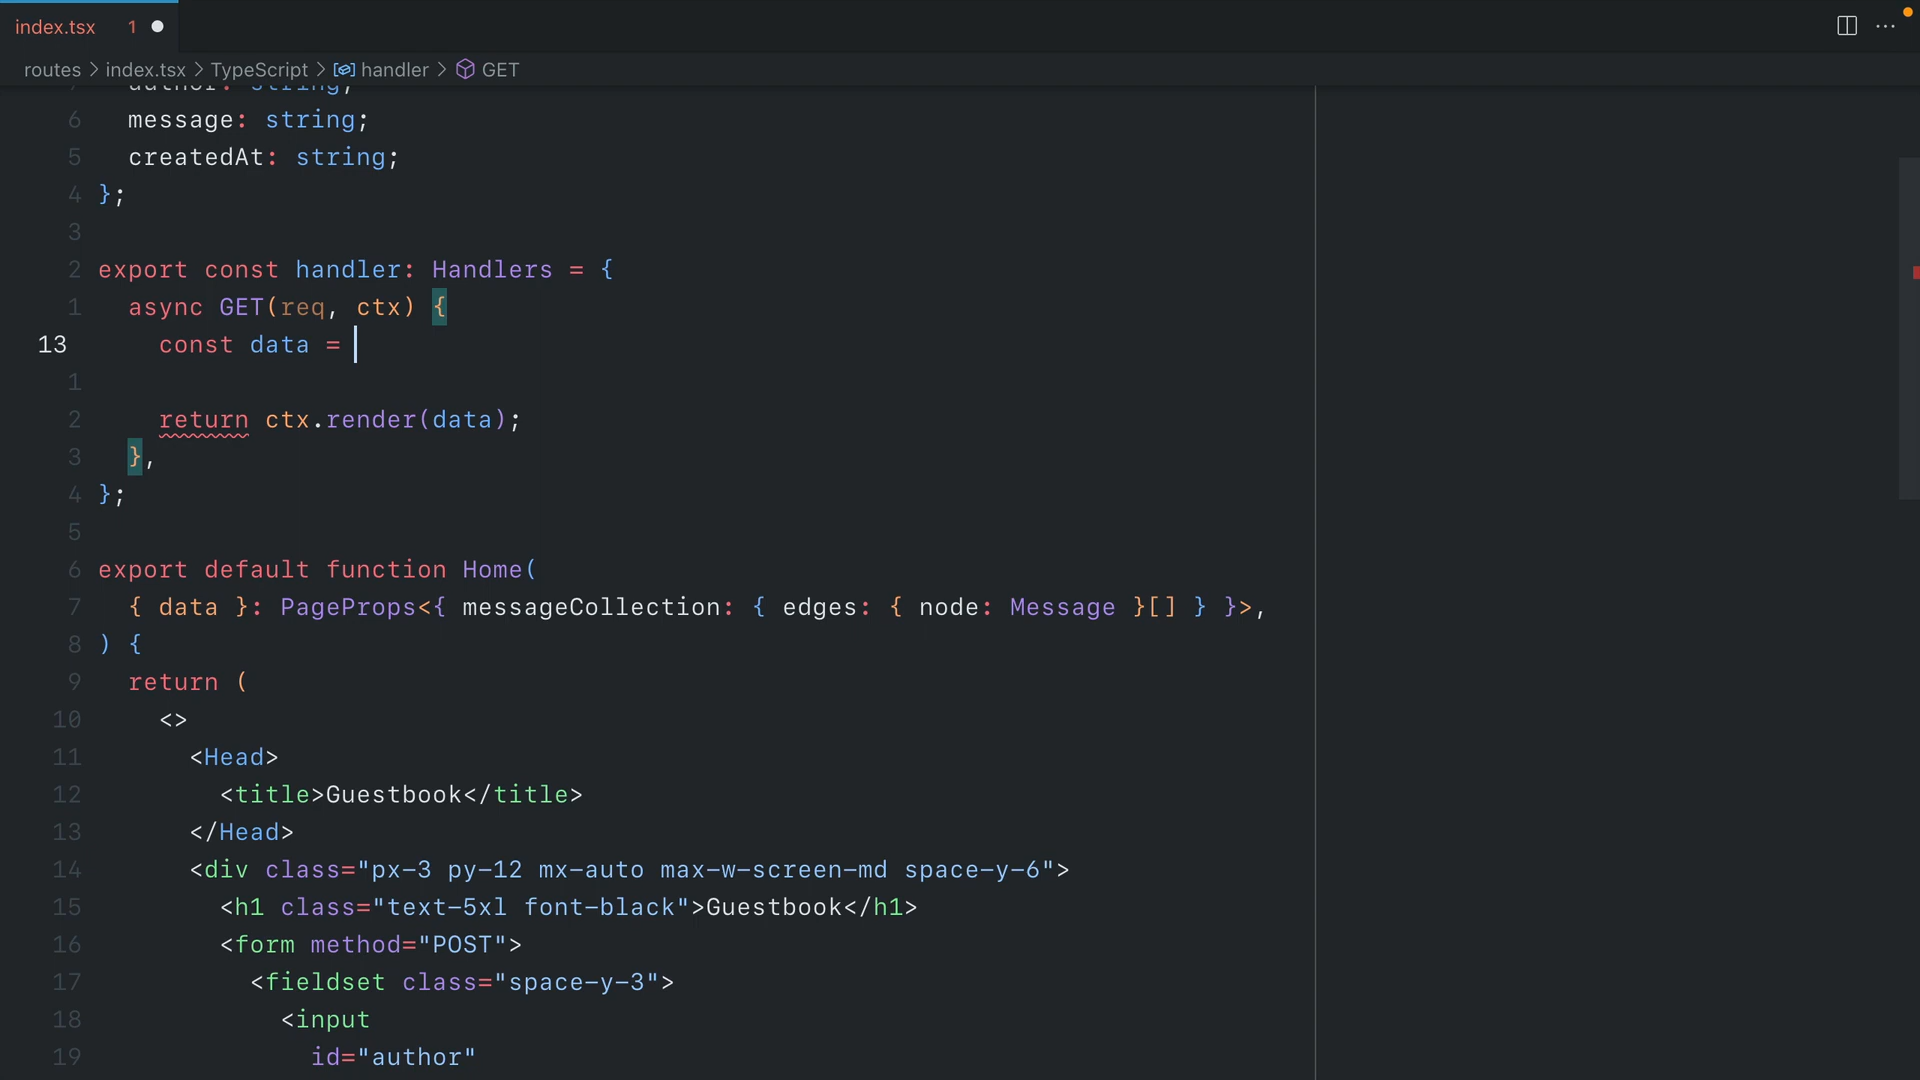 index.tsx 1
routes > index.tsx > TypeScript > handler > GET
author: string;
6 message: string;
5 createdAt: string;
4 };
3
2 export const handler: Handlers = {
1 async GET(req, ctx) {
13 const data =
1
2 return ctx.render(data);
3 },
4 };
5
6 export default function Home(
7 { data }: PageProps<{ messageCollection: { edges: { node: Message }[] } }>,
8 ) {
9 return (
10 <>
11 <Head>
12 <title>Guestbook</title>
13 </Head>
14 <div class="px-3 py-12 mx-auto max-w-screen-md space-y-6">
15 <h1 class="text-5xl font-black">Guestbook</h1>
16 <form method="POST">
17 <fieldset class="space-y-3">
18 <input
19 id="author"